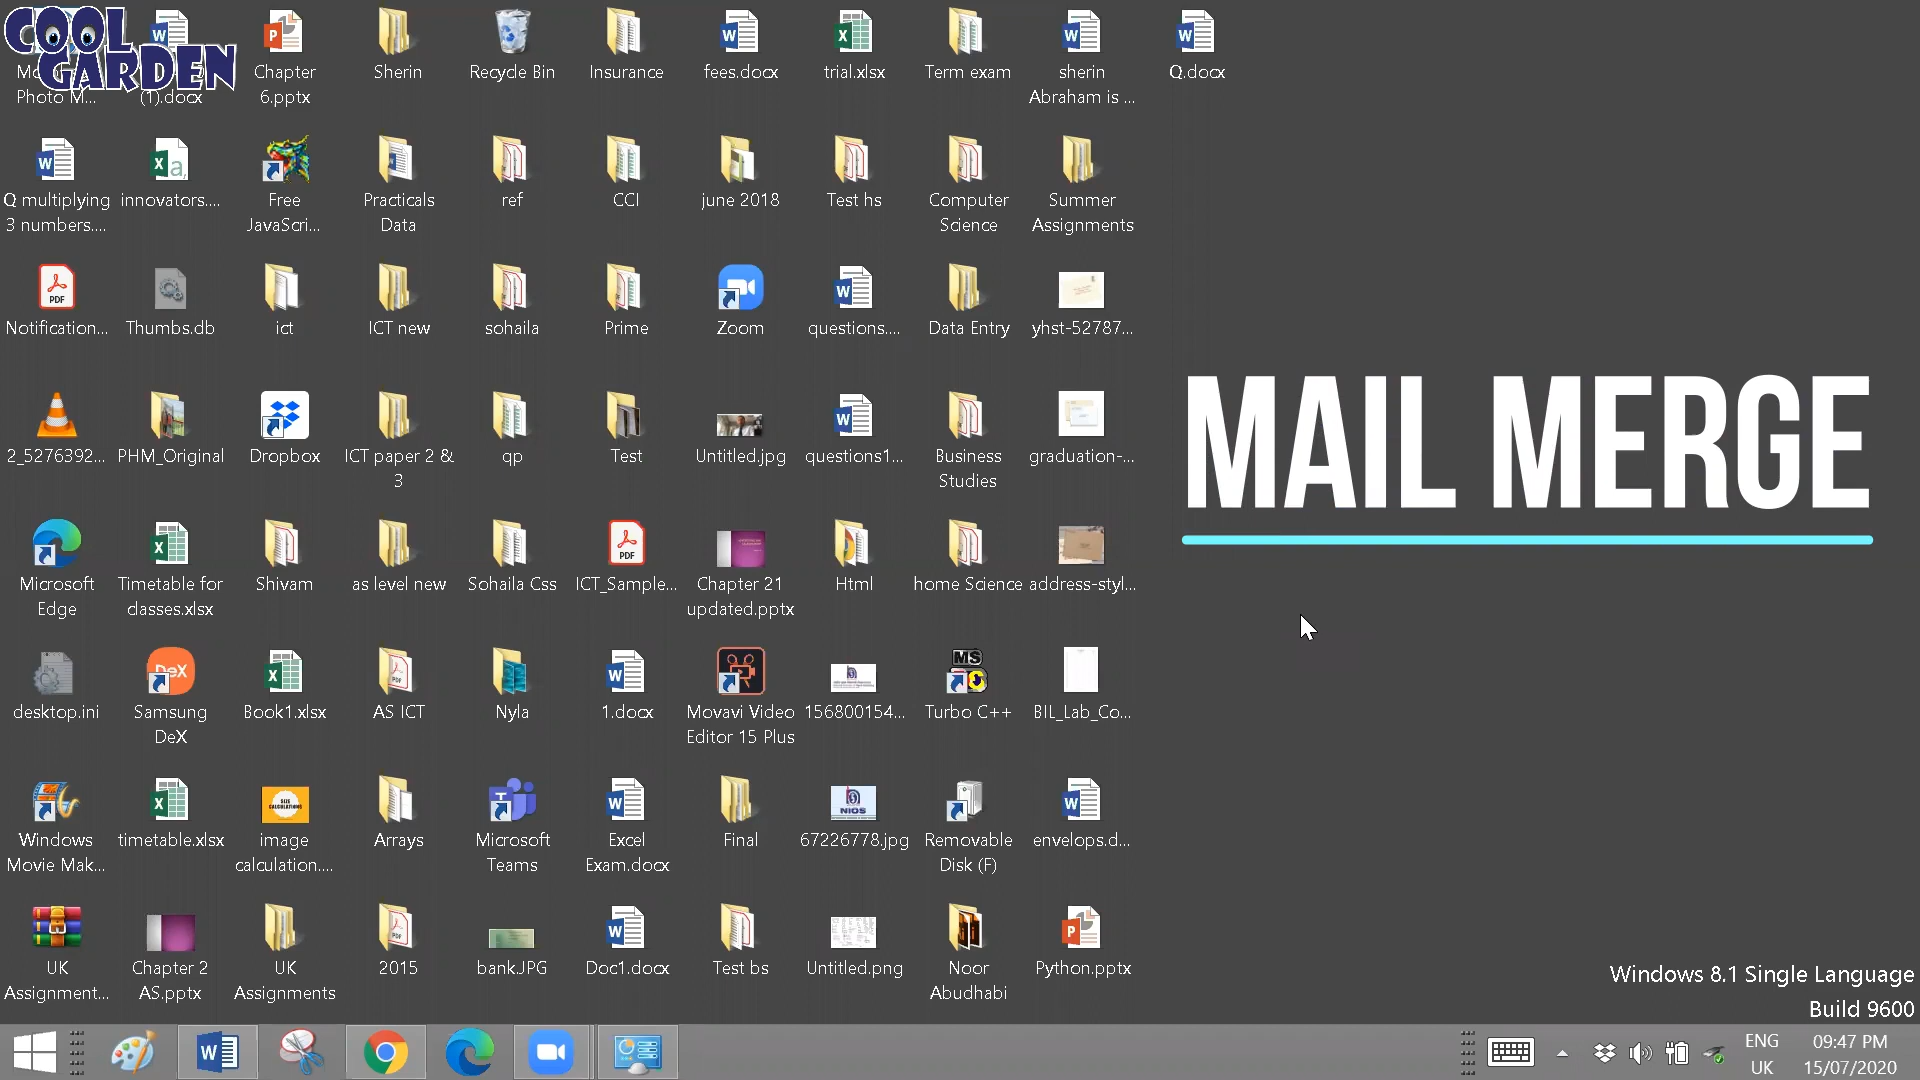 COOL
GARDEN
Mo
Photo M...
(1).docx
Chapter
6.pptx
Sherin
Recycle Bin
Insurance
fees.docx
trial.xlsx
Term exam
sherin
Abraham is ...
Q.docx
Q multiplying
3 numbers....
innovators....
Free
JavaScri...
Practicals
Data
ref
CCI
june 2018
Test hs
Computer
Science
Summer
Assignments
Notification...
Thumbs.db
ict
ICT new
sohaila
Prime
Zoom
questions....
Data Entry
yhst-52787...
2_5276392...
PHM_Original
Dropbox
ICT paper 2 &
3
qp
Test
Untitled.jpg
questions1...
Business
Studies
graduation-...
MAIL MERGE
Microsoft
Edge
Timetable for
classes.xlsx
Shivam
as level new
Sohaila Css
PDF
ICT_Sample...
Chapter 21
updated.pptx
Html
home Science
address-styl...
desktop.ini
DeX
Samsung
DeX
Book1.xlsx
AS ICT
Nyla
1.docx
Movavi Video
Editor 15 Plus
156800154...
MS
Turbo C++
BIL_Lab_Co...
Windows
Movie Mak...
timetable.xlsx
SIZE
CALCULATIONS
image
calculation....
Arrays
Microsoft
Teams
Excel
Exam.docx
Final
NIOS
67226778.jpg
Removable
Disk (F)
envelops.d...
UK
Assignment...
Chapter 2
AS.pptx
UK
Assignments
2015
bank.JPG
Doc1.docx
Test bs
Untitled.png
Noor
Abudhabi
Python.pptx
Windows 8.1 Single Language
Build 9600
ENG
UK
09:47 PM
15/07/2020